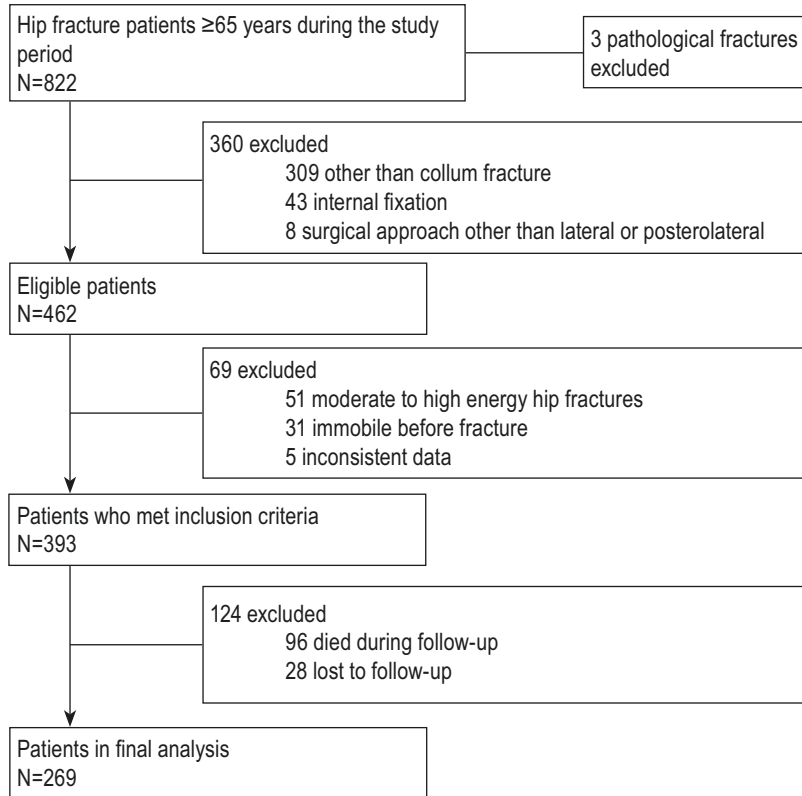 Hip fracture patients ≥65 years during the study
period
N=822
3 pathological fractures
excluded
360 excluded
309 other than collum fracture
43 internal fixation
8 surgical approach other than lateral or posterolateral
Eligible patients
N=462
69 excluded
51 moderate to high energy hip fractures
31 immobile before fracture
5 inconsistent data
Patients who met inclusion criteria
N=393
124 excluded
96 died during follow-up
28 lost to follow-up
Patients in final analysis
N=269